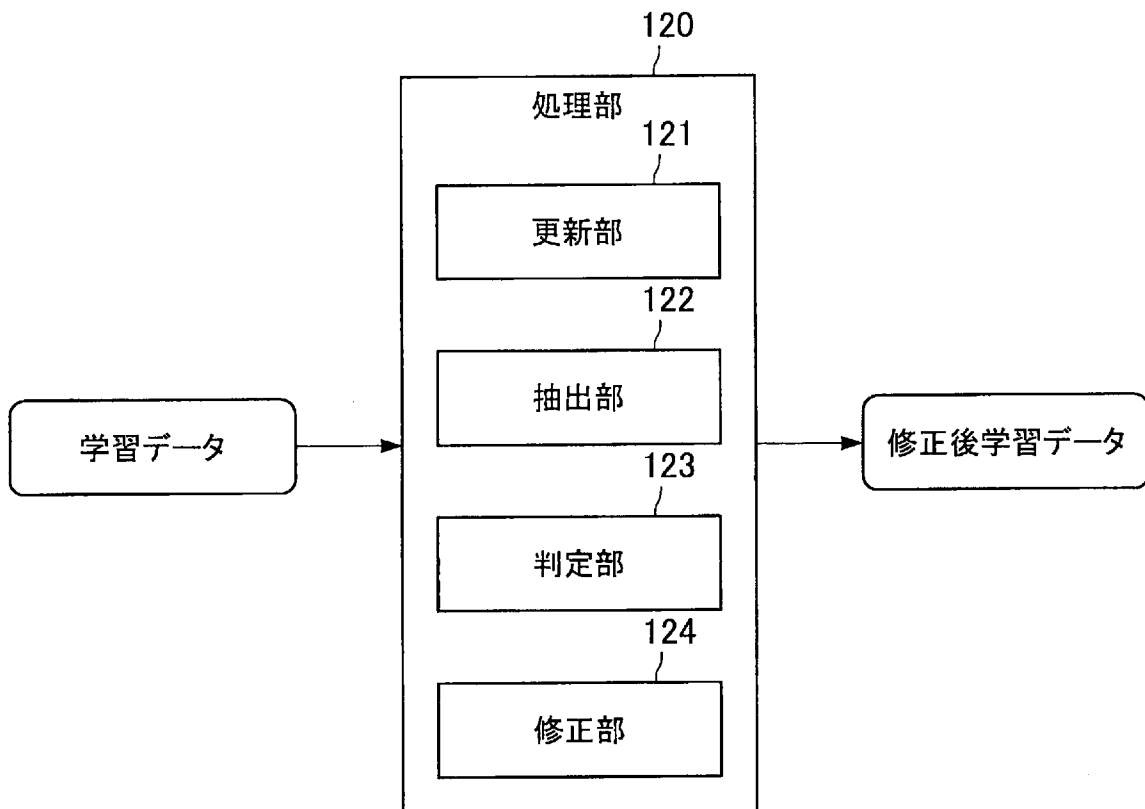 120
処理部
121
更新部
122
抽出部
学習データ
修正後学習データ
123
判定部
124
修正部